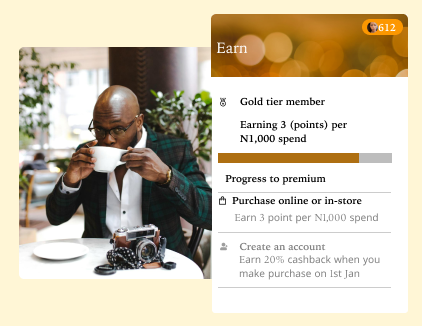 612
Earn
Gold tier member
Earning 3 (points) per
N1,000 spend
Progress to premium
Purchase online or in-store
Earn 3 point per N1,000 spend
Create an account
Earn 20% cashback when you
make purchase on 1st Jan